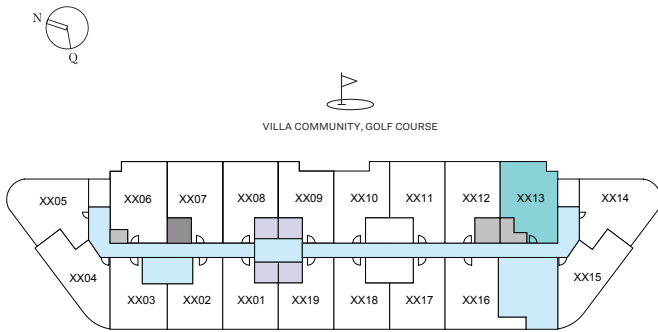 N
Q
VILLA COMMUNITY, GOLF COURSE
XX05
XX06
XX07
XX08
XX09
XX10
XX11
XX12
XX13
XX14
XX04
XX03
XX02
XX01
XX19
XX18
XX17
XX16
XX15